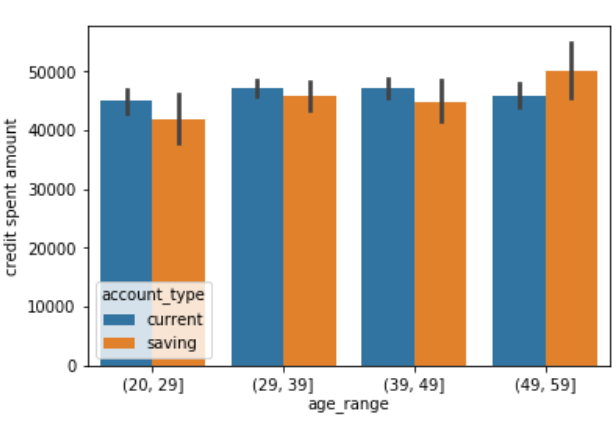 credit spent amount
50000
40000
30000
20000
10000
0
account_type
current
saving
(20, 29]
(29, 39]
(39, 49]
(49, 59]
age_range